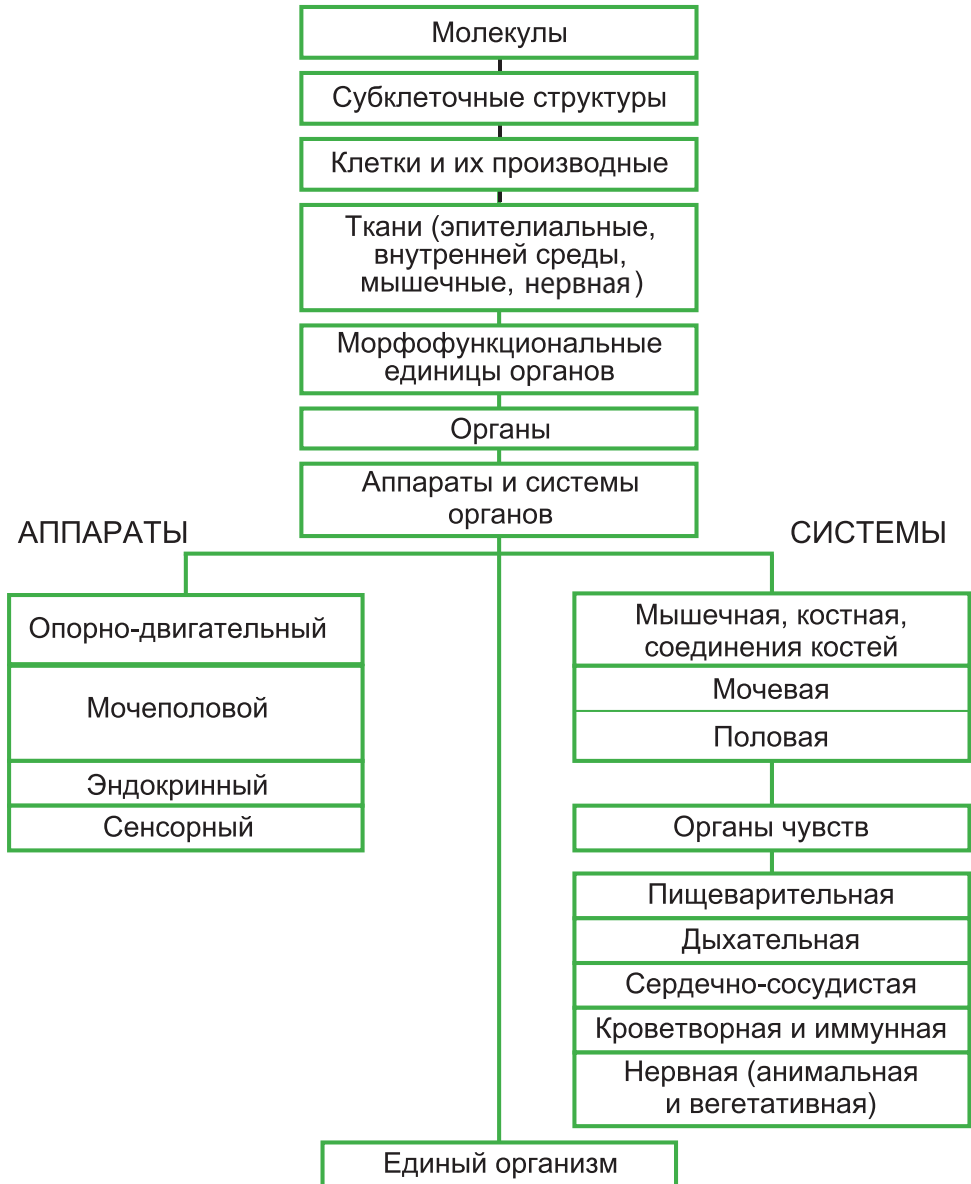 Молекулы
Субклеточные структуры
Клетки и их производные
Ткани (эпителиальные,
внутренней среды,
мышечные, нервная)
Морфофункциональные
единицы органов
Органы
Аппараты и системы
органов
АППАРАТЫ
Опорно-двигательный
Мочеполовой
Эндокринный
Сенсорный
СИСТЕМЫ
Мышечная, костная,
соединения костей
Мочевая
Половая
Органы чувств
Пищеварительная
Дыхательная
Сердечно-сосудистая
Кроветворная и иммунная
Нервная (анимальная
и вегетативная)
Единый организм